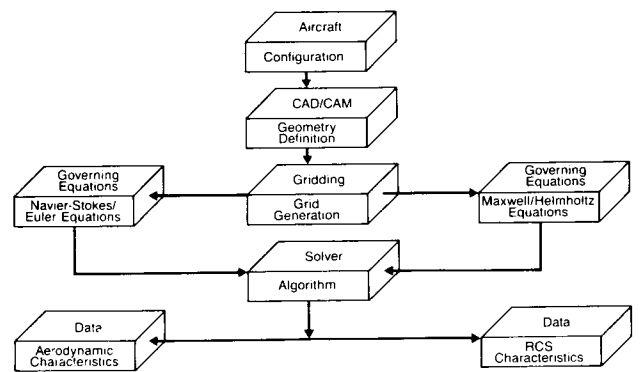 Aircraft
Configuration
CAD/CAM
Geometry
Definition
Governing
Equations
Navier-Stokes/
Euler Equations
Gridding
Grid
Generation
Governing
Equations
Maxwell/Helmholtz
Equations
Solver
Algorithm
Data
Aerodynamic
Characteristics
Data
RCS
Characteristics